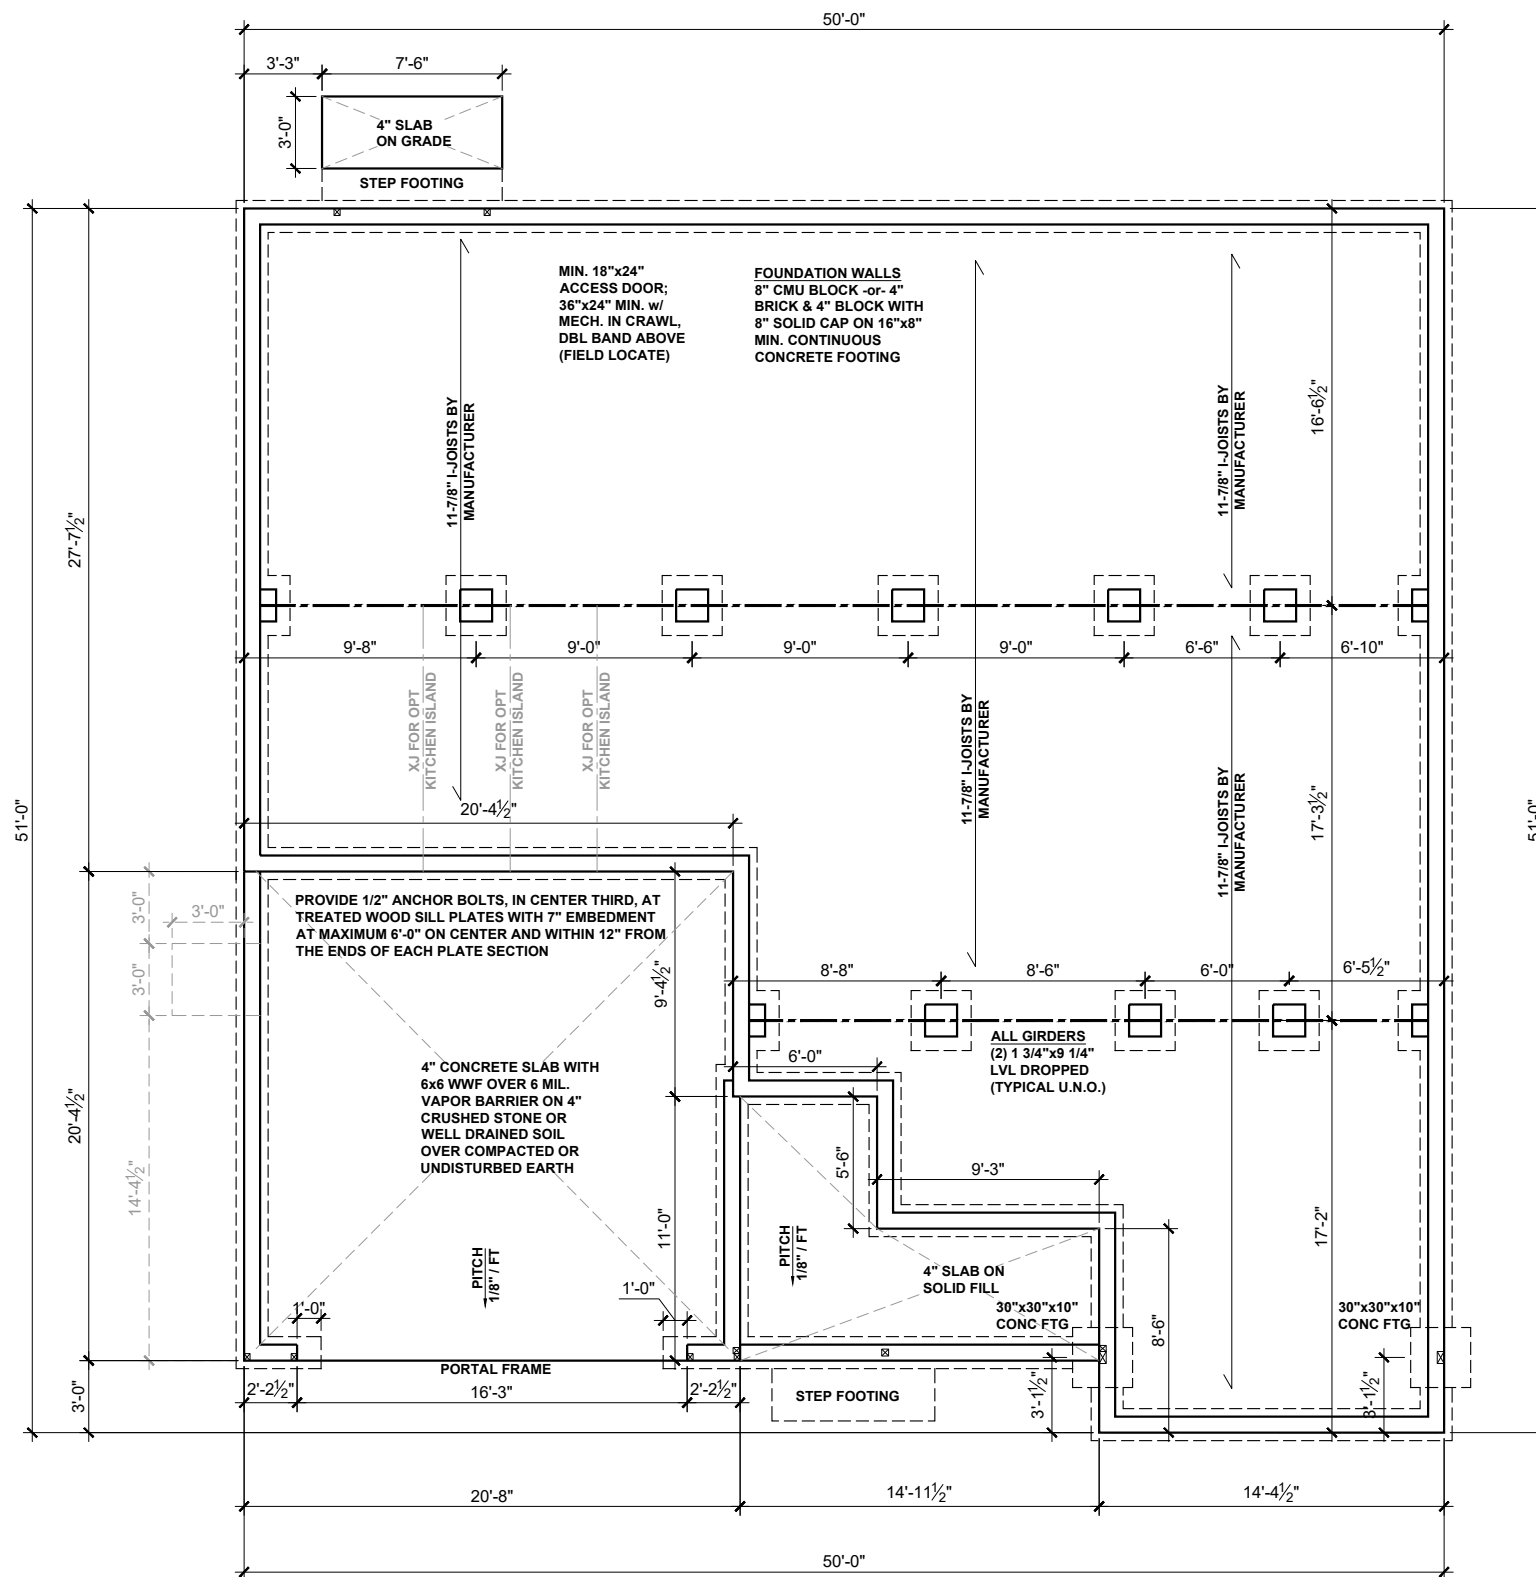 50'-0"
3'-3"
7'-6"
3'-0"
4" SLAB
ON GRADE
STEP FOOTING
MIN. 18"x24"
ACCESS DOOR;
36"x24" MIN. w/
MECH. IN CRAWL,
DBL BAND ABOVE
(FIELD LOCATE)
FOUNDATION WALLS
8" CMU BLOCK -or- 4"
BRICK & 4" BLOCK WITH
8" SOLID CAP ON 16"x8"
MIN. CONTINUOUS
CONCRETE FOOTING
11-7/8" I-JOISTS BY
MANUFACTURER
11-7/8" I-JOISTS BY
MANUFACTURER
16'-6½"
27'-7½"
9'-8"
9'-0"
9'-0"
9'-0"
6'-6"
6'-10"
XJ FOR OPT
KITCHEN ISLAND
XJ FOR OPT
KITCHEN ISLAND
XJ FOR OPT
KITCHEN ISLAND
11-7/8" I-JOISTS BY
MANUFACTURER
11-7/8" I-JOISTS BY
MANUFACTURER
17'-3½"
51'-0"
51'-0"
20'-4½"
PROVIDE 1/2" ANCHOR BOLTS, IN CENTER THIRD, AT
TREATED WOOD SILL PLATES WITH 7" EMBEDMENT
AT MAXIMUM 6'-0" ON CENTER AND WITHIN 12" FROM
THE ENDS OF EACH PLATE SECTION
3'-0"
3'-0"
3'-0"
9'-4½"
8'-8"
8'-6"
6'-0"
6'-5½"
ALL GIRDERS
(2) 1 3/4"x9 1/4"
LVL DROPPED
(TYPICAL U.N.O.)
6'-0"
4" CONCRETE SLAB WITH
6x6 WWF OVER 6 MIL.
VAPOR BARRIER ON 4"
CRUSHED STONE OR
WELL DRAINED SOIL
OVER COMPACTED OR
UNDISTURBED EARTH
20'-4½"
14'-4½"
5'-6"
9'-3"
11'-0"
17'-2"
PITCH
1/8" / FT
PITCH
1/8" / FT
4" SLAB ON
SOLID FILL
1'-0"
1'-0"
30"x30"x10"
CONC FTG
30"x30"x10"
CONC FTG
8'-6"
PORTAL FRAME
2'-2½"
16'-3"
2'-2½"
STEP FOOTING
3'-0"
3'-1½"
3'-1½"
20'-8"
14'-11½"
14'-4½"
50'-0"